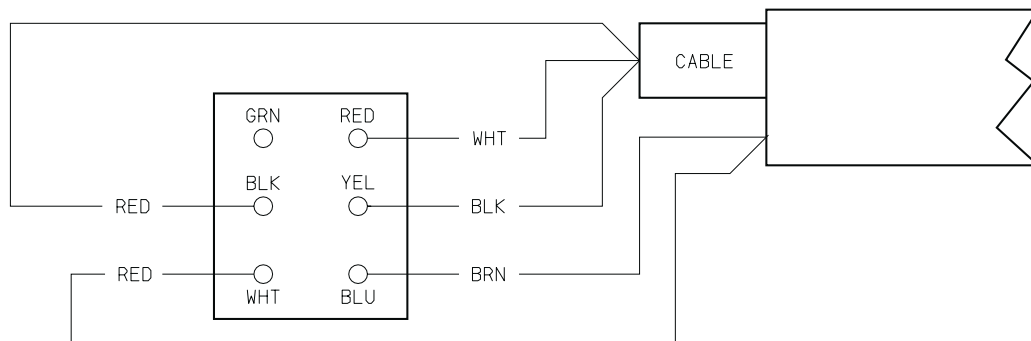 CABLE
GRN RED
WHT
BLK YEL
RED BLK
RED BRN
WHT BLU